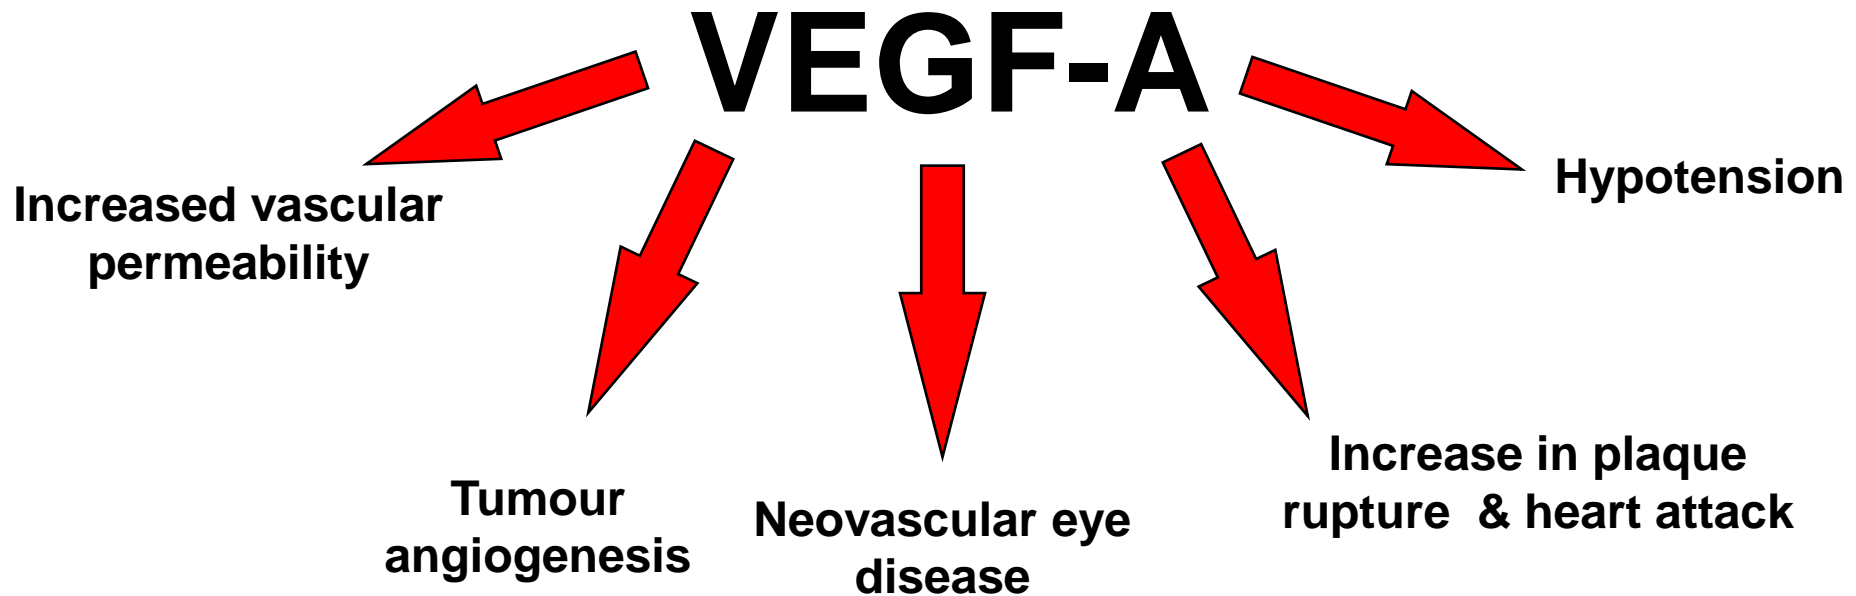 VEGF-A
Increased vascular
permeability
Tumour
angiogenesis
Neovascular eye
disease
Increase in plaque
rupture & heart attack
Hypotension